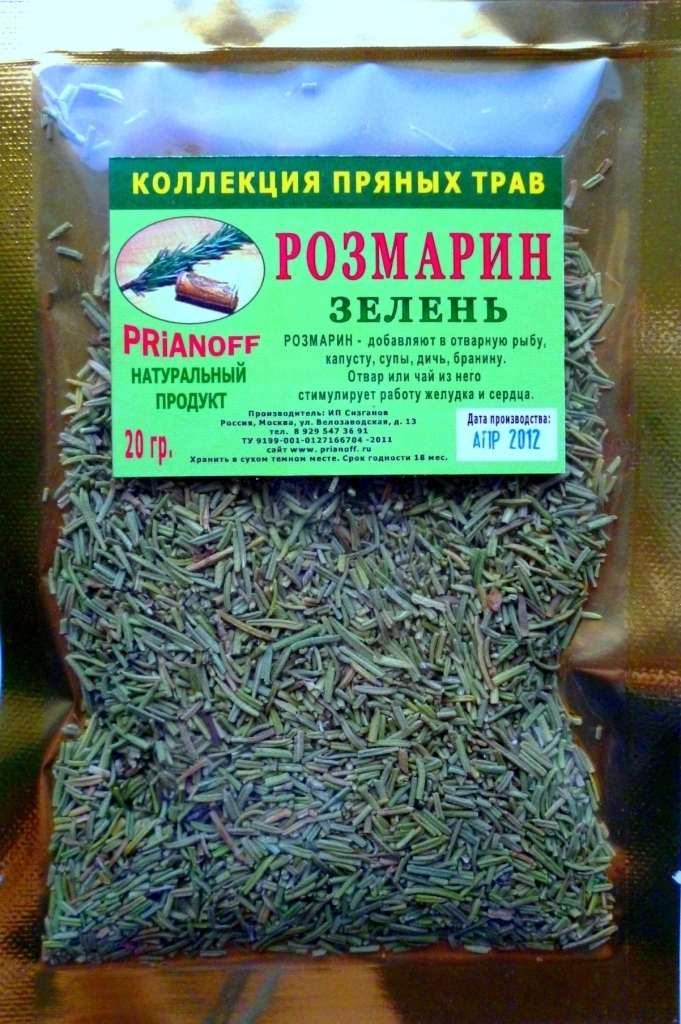 КОЛЛЕКЦИЯ ПРЯНЫХ ТРАВ
РОЗМАРИН
ЗЕЛЕНЬ
PRiANOFF
НАТУРАЛЬНЫЙ
ПРОДУКТ
20 гр.
РОЗМАРИН - добавляют в отварную рыбу,
капусту, супы, дичь, бранину.
Отвар или чай из него
стимулирует работу желудка и сердца.
Производитель: ИП Сизганов
Россия, Москва, ул. Велозаводская, д. 13
тел. 8 929 547 36 91
ТУ 9199-001-0127166704 -2011
сайт www. prianoff. ru
Хранить в сухом темном месте. Срок годности 18 мес.
Дата производства:
АПР 2012